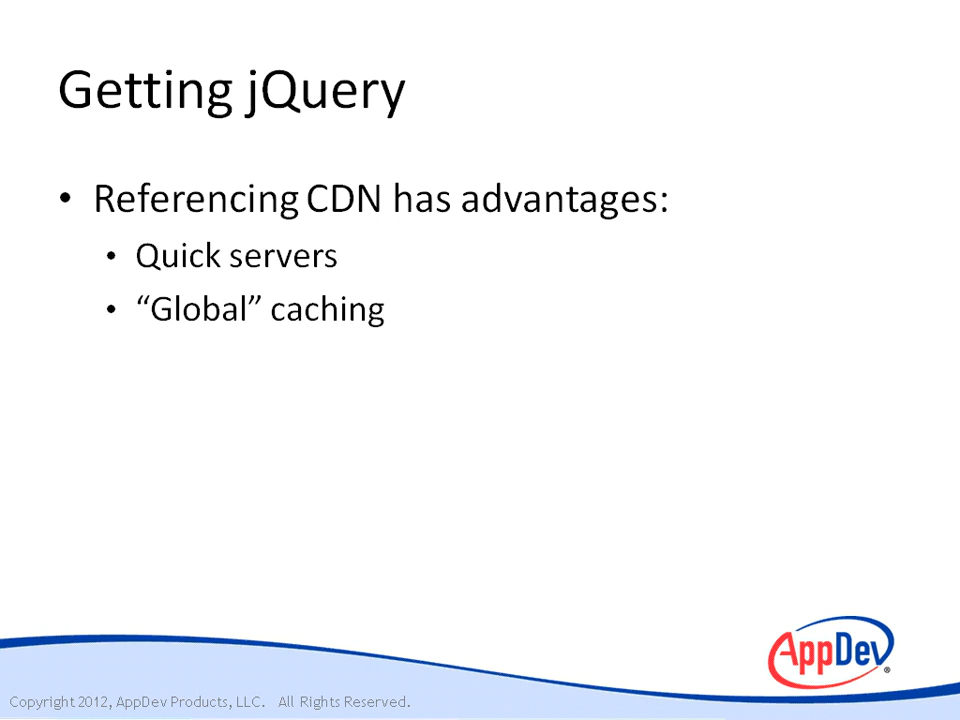 Getting jQuery
• Referencing CDN has advantages:
• Quick servers
• “Global” caching
AppDev®
Copyright 2012, AppDev Products, LLC. All Rights Reserved.